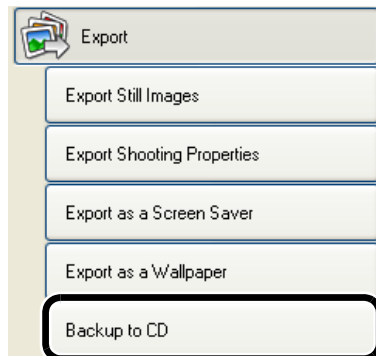 Export
Export Still Images
Export Shooting Properties
Export as a Screen Saver
Export as a Wallpaper
Backup to CD